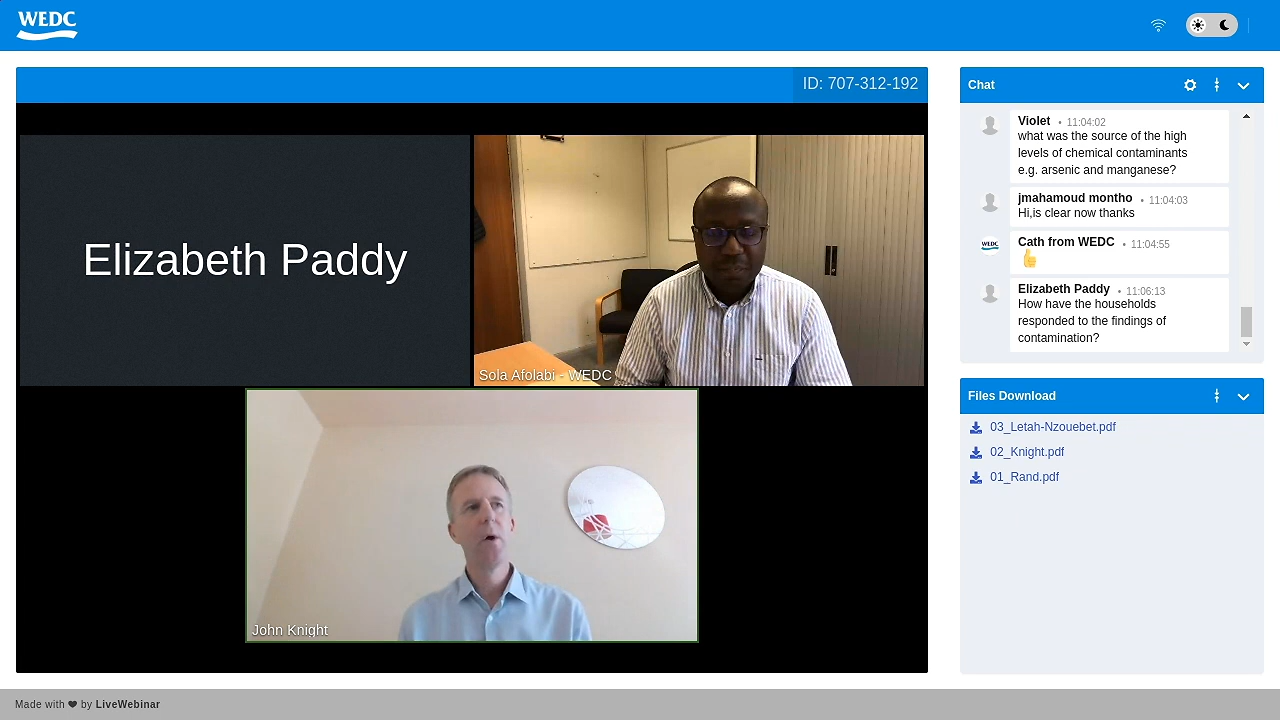 WEDC
ID: 707-312-192
Elizabeth Paddy
Sola Afolabi - WEDC
John Knight
Chat
Violet • 11:04:02
what was the source of the high
levels of chemical contaminants
e.g. arsenic and manganese?
jmahamoud montho • 11:04:03
Hi,is clear now thanks
WEDC
Cath from WEDC • 11:04:55
Elizabeth Paddy • 11:06:13
How have the households
responded to the findings of
contamination?
Files Download
03_Letah-Nzouebet.pdf
02_Knight.pdf
01_Rand.pdf
Made with ❤ by LiveWebinar